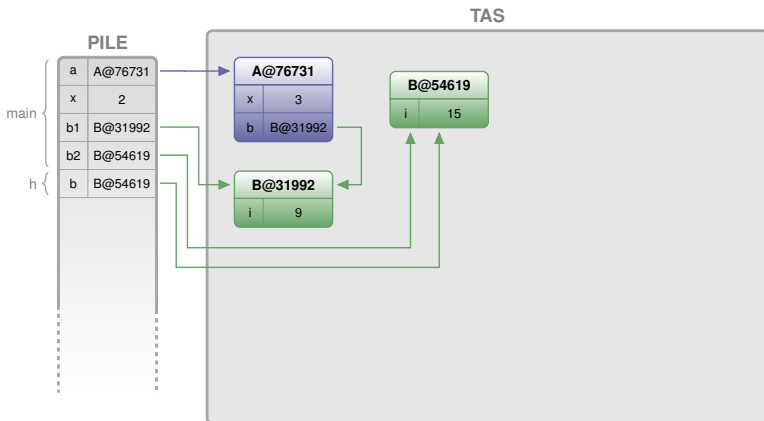 TAS
PILE
main
a A@76731
x 2
b1 B@31992
b2 B@54619
h
b B@54619
A@76731
x 3
b B@31992
B@54619
i 15
B@31992
i 9